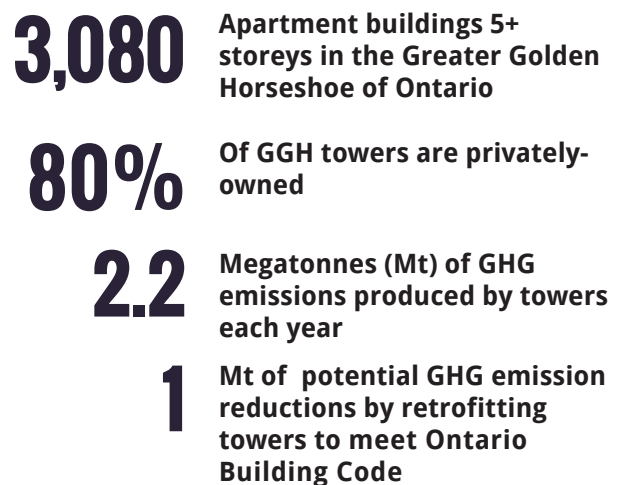 3,080
Apartment buildings 5+
storeys in the Greater Golden
Horseshoe of Ontario
80%
Of GGH towers are privately-
owned
2.2
Megatonnes (Mt) of GHG
emissions produced by towers
each year
1
Mt of  potential GHG emission
reductions by retrofitting
towers to meet Ontario
Building Code